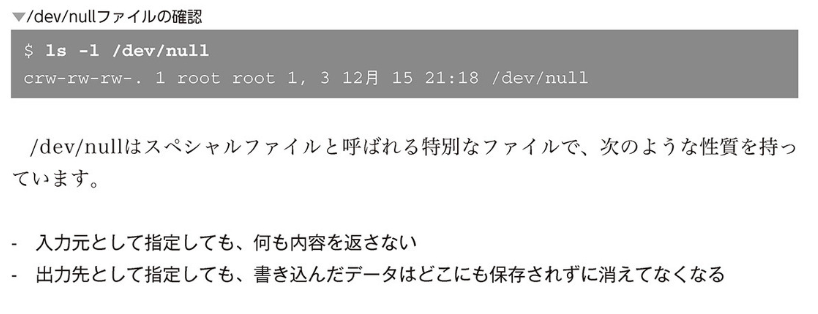 ▼/dev/nullファイルの確認
$ ls -l /dev/null
crw-rw-rw-. 1 root root 1, 3 12月 15 21:18 /dev/null
/dev/nullはスペシャルファイルと呼ばれる特別なファイルで、次のような性質を持っ
ています。
- 入力元として指定しても、何も内容を返さない
- 出力先として指定しても、書き込んだデータはどこにも保存されずに消えてなくなる